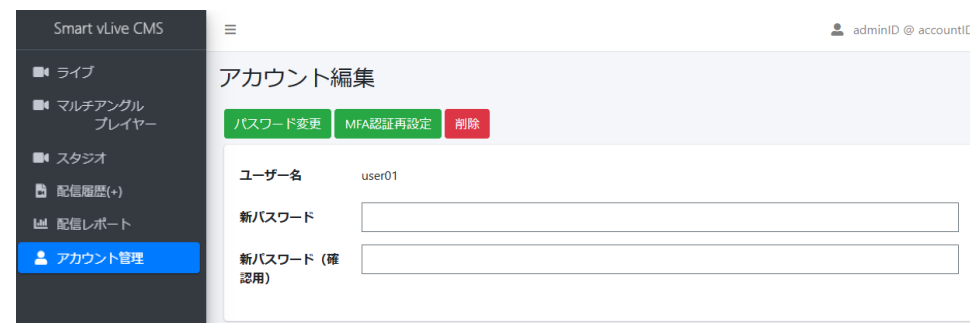 Smart vLive CMS
adminID @ accountID
ライブ
マルチアングル
プレイヤー
スタジオ
配信履歴(+)
配信レポート
アカウント管理
アカウント編集
パスワード変更
MFA認証再設定
削除
ユーザー名
user01
新パスワード
新パスワード（確
認用）